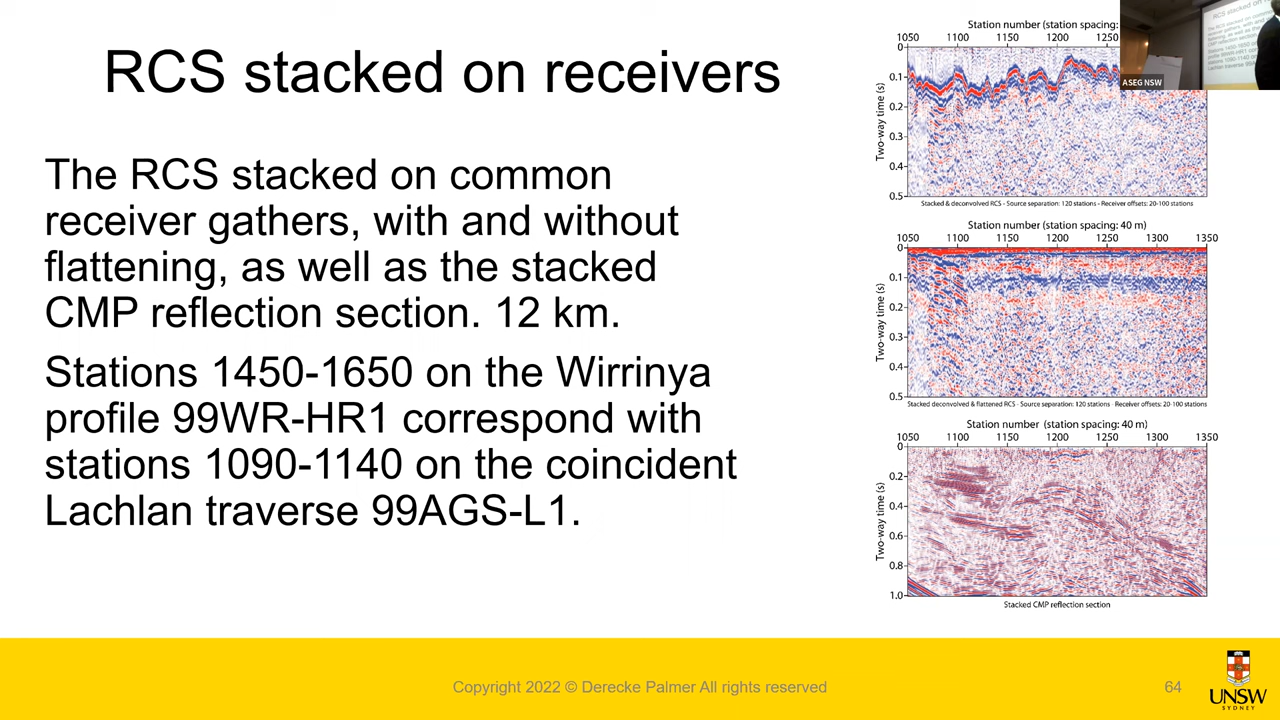 RCS stacked on receivers
The RCS stacked on common
receiver gathers, with and without
flattening, as well as the stacked
CMP reflection section. 12 km.
Stations 1450-1650 on the Wirrinya
profile 99WR-HR1 correspond with
stations 1090-1140 on the coincident
Lachlan traverse 99AGS-L1.
Station number (station spacing:
1050 1100 1150 1200 1250
Two-way time (s)
0
0.1
0.2
0.3
0.4
0.5
Stacked & deconvolved RCS - Source separation: 120 stations - Receiver offsets: 20-100 stations
ASEG NSW
Station number (station spacing: 40 m)
1050 1100 1150 1200 1250 1300 1350
Two-way time (s)
0
0.1
0.2
0.3
0.4
0.5
Stacked deconvolved & flattened RCS - Source separation: 120 stations - Receiver offsets: 20-100 stations
Station number (station spacing: 40 m)
1050 1100 1150 1200 1250 1300 1350
Two-way time (s)
0
0.2
0.4
0.6
0.8
1.0
Stacked CMP reflection section
Copyright 2022 © Derecke Palmer All rights reserved
64
UNSW
SYDNEY